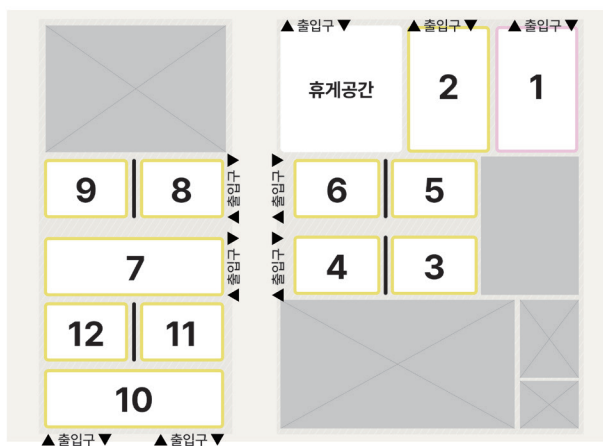 ▲ 출입구 ▼
▲ 출입구 ▼
▲ 출입구 ▼
휴게공간
2
1
9
8
▲ 출입구 ▼
▲ 출입구 ▼
6
5
7
▲ 출입구 ▼
▲ 출입구 ▼
4
3
12
11
10
▲ 출입구 ▼
▲ 출입구 ▼